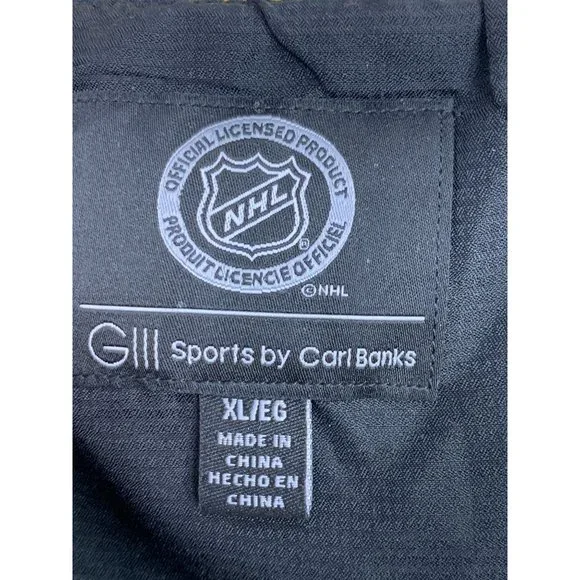 OFFICIAL LICENSED PRODUCT
NHL
®
PRODUIT LICENCIE OFFICIEL
©NHL
GIII Sports by Carl Banks
XL/EG
MADE IN
CHINA
HECHO EN
CHINA